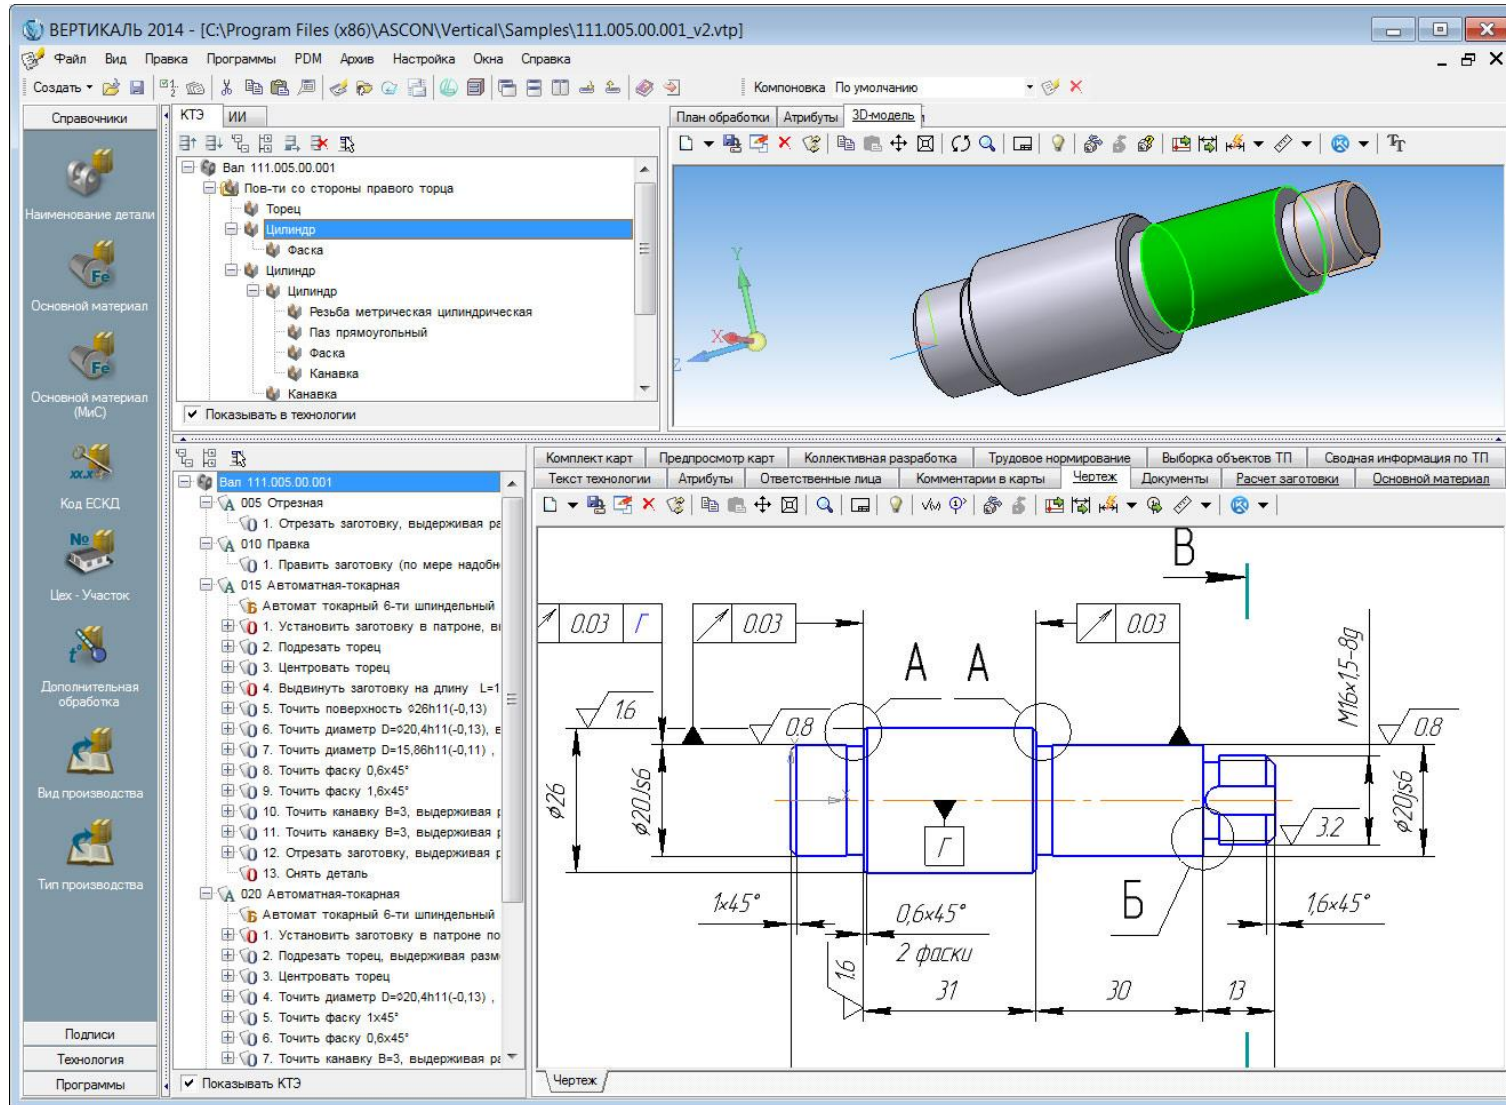 ВЕРТИКАЛЬ 2014 - [C:\Program Files (x86)\ASCON\Vertical\Samples\111.005.00.001_v2.vtp]
Файл Вид Правка Программы PDM Архив Настройка Окна Справка
Создать Компоновка По умолчанию
Справочники
Наименование детали
Основной материал
Основной материал
(МиС)
Код ЕСКД
Цех - Участок
Дополнительная
обработка
Вид производства
Тип производства
Подписи
Технология
Программы
КТЭ ИИ
Вал 111.005.00.001
Пов-ти со стороны правого торца
Торец
Цилиндр
Фаска
Цилиндр
Цилиндр
Резьба метрическая цилиндрическая
Паз прямоугольный
Фаска
Канавка
Канавка
Показывать в технологии
План обработки Атрибуты 3D-модель
Y
X
Z
Вал 111.005.00.001
005 Отрезная
1. Отрезать заготовку, выдерживая ра
010 Правка
1. Править заготовку (по мере надобн
015 Автоматная-токарная
Автомат токарный 6-ти шпиндельный
1. Установить заготовку в патроне, вы
2. Подрезать торец
3. Центровать торец
4. Выдвинуть заготовку на длину L=1
5. Точить поверхность ⌀26h11(-0,13)
6. Точить диаметр D=⌀20,4h11(-0,13), в
7. Точить диаметр D=15,86h11(-0,11) ,
8. Точить фаску 0,6x45°
9. Точить фаску 1,6x45°
10. Точить канавку B=3, выдерживая р
11. Точить канавку B=3, выдерживая р
12. Отрезать заготовку, выдерживая р
13. Снять деталь
020 Автоматная-токарная
Автомат токарный 6-ти шпиндельный
1. Установить заготовку в патроне по
2. Подрезать торец, выдерживая разм
3. Центровать торец
4. Точить диаметр D=⌀20,4h11(-0,13) ,
5. Точить фаску 1x45°
6. Точить фаску 0,6x45°
7. Точить канавку B=3, выдерживая ра
Показывать КТЭ
Комплект карт Предпросмотр карт Коллективная разработка Трудовое нормирование Выборка объектов ТП Сводная информация по ТП
Текст технологии Атрибуты Ответственные лица Комментарии в карты Чертеж Документы Расчет заготовки Основной материал
В
0.03 Г 0.03 0.03
А А
М16х1,5-8g
1.6 0.8 0.8
⌀26
⌀20Js6
⌀20js6
Г
3.2
Б
1x45° 0,6x45° 1,6x45°
2 фаски
1.6
31 30 13
Чертеж